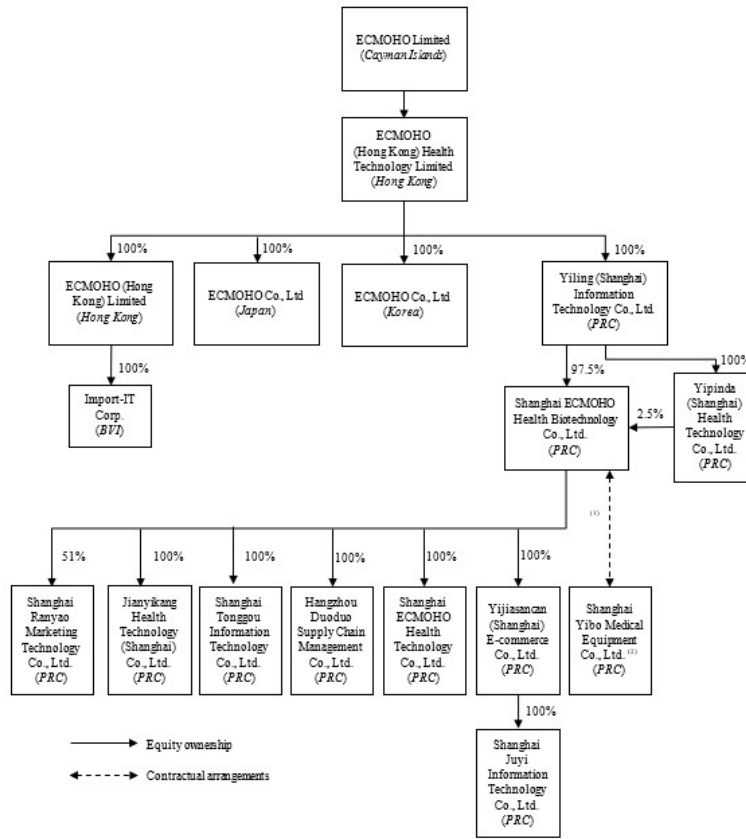 ECMOHO Limited
(Cayman Islands)
ECMOHO
(Hong Kong) Health
Technology Limited
(Hong Kong)
100%
100%
100%
100%
ECMOHO (Hong
Kong) Limited
(Hong Kong)
ECMOHO Co., Ltd
(Japan)
ECMOHO Co., Ltd
(Korea)
Yiling (Shanghai)
Information
Technology Co., Ltd.
(PRC)
100%
97.5%
100%
Import-IT
Corp.
(BVI)
Shanghai ECMOHO
Health Biotechnology
Co., Ltd.
(PRC)
2.5%
Yipinda
(Shanghai)
Health
Technology
Co., Ltd.
(PRC)
(1)
51%
100%
100%
100%
100%
100%
Shanghai
Ranyao
Marketing
Technology
Co., Ltd.
(PRC)
Jianyikang
Health
Technology
(Shanghai)
Co., Ltd.
(PRC)
Shanghai
Tonggou
Information
Technology
Co., Ltd.
(PRC)
Hangzhou
Duoduo
Supply Chain
Management
Co., Ltd.
(PRC)
Shanghai
ECMOHO
Health
Technology
Co., Ltd.
(PRC)
Yijiasancan
(Shanghai)
E-commerce
Co., Ltd.
(PRC)
Shanghai
Yibo Medical
Equipment
Co., Ltd. (2)
(PRC)
100%
Shanghai
Juyi
Information
Technology
Co., Ltd.
(PRC)
Equity ownership
Contractual arrangements